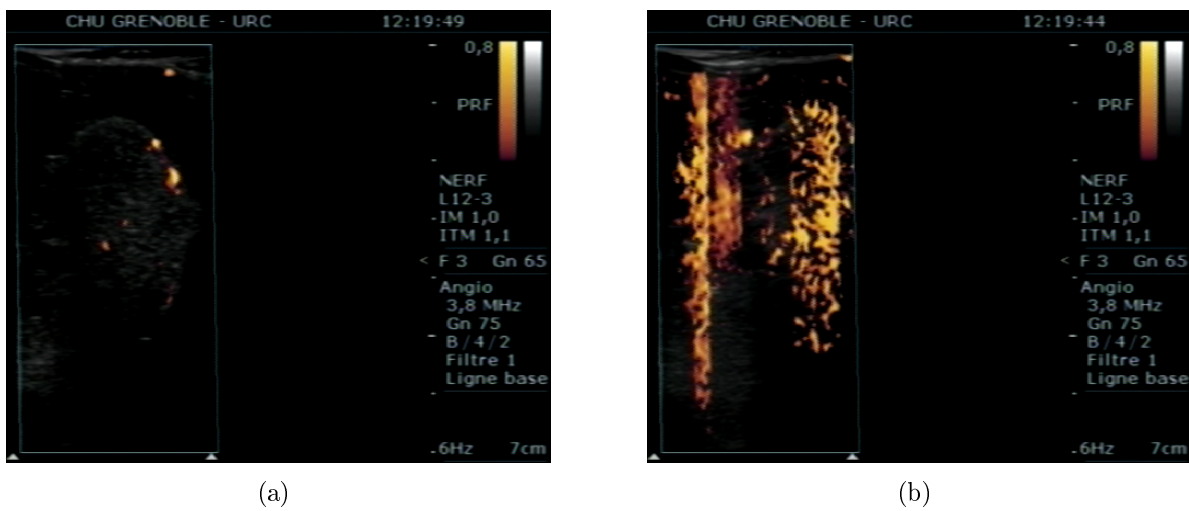 CHU GRENOBLE - URC 12:19:49
0,8
PRF
NERF
L12-3
IM 1,0
ITM 1,1
< F 3 Gn 65
Angio
3,8 MHz
Gn 75
B / 4 / 2
Filtre 1
Ligne base
6Hz 7cm
(a)
CHU GRENOBLE - URC 12:19:44
0,8
PRF
NERF
L12-3
IM 1,0
ITM 1,1
< F 3 Gn 65
Angio
3,8 MHz
Gn 75
B / 4 / 2
Filtre 1
Ligne base
6Hz 7cm
(b)